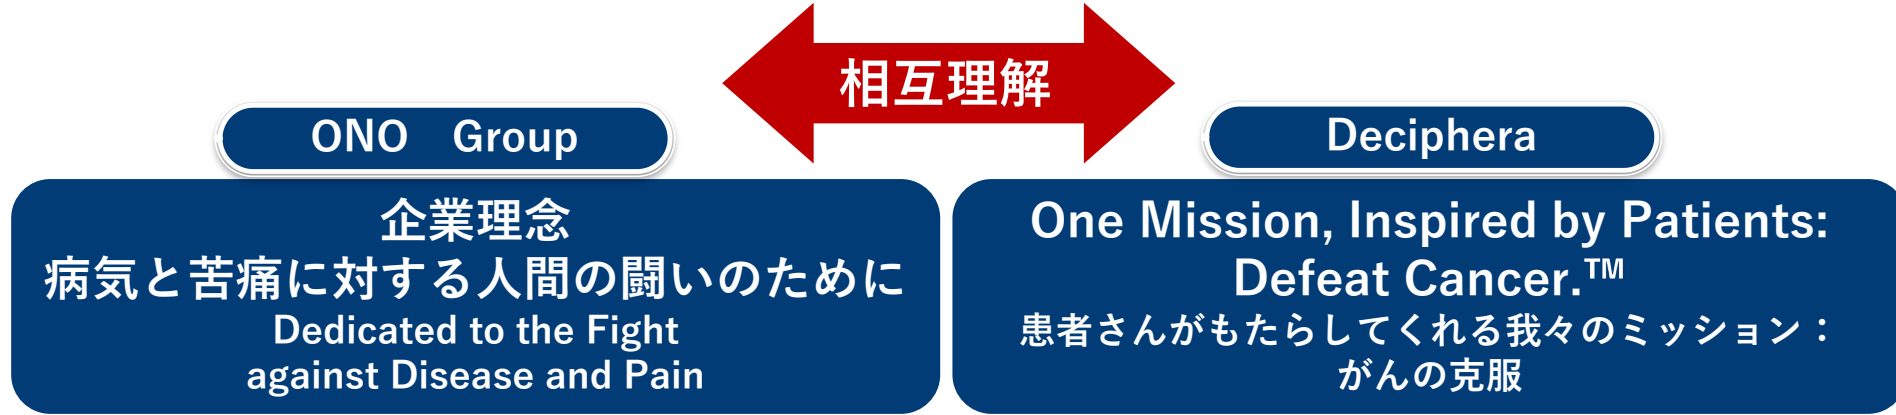 相互理解
ONO　Group
企業理念
病気と苦痛に対する人間の闘いのために
Dedicated to the Fight
against Disease and Pain
Deciphera
One Mission, Inspired by Patients:
Defeat Cancer.™
患者さんがもたらしてくれる我々のミッション：
がんの克服